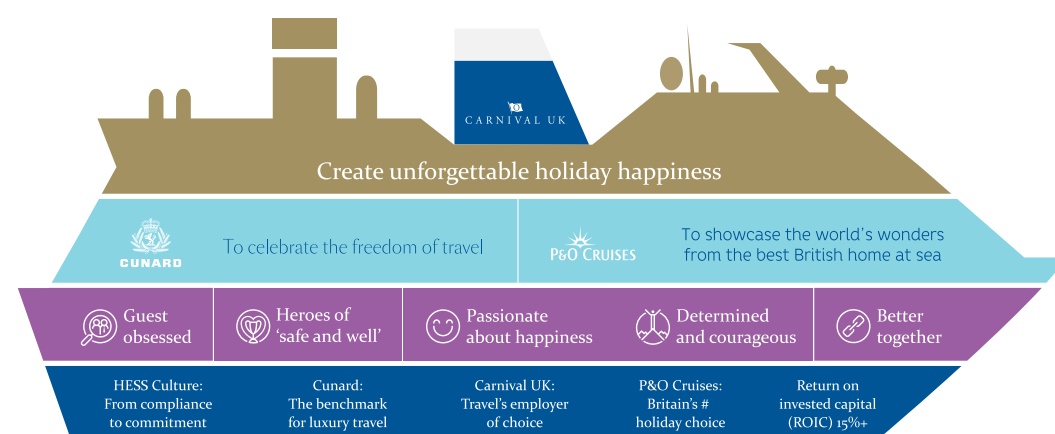 CARNIVAL UK
Create unforgettable holiday happiness
CUNARD
To celebrate the freedom of travel
P&O CRUISES
To showcase the world's wonders
from the best British home at sea
Guest
obsessed
Heroes of
‘safe and well’
Passionate
about happiness
Determined
and courageous
Better
together
HESS Culture:
From compliance
to commitment
Cunard:
The benchmark
for luxury travel
Carnival UK:
Travel’s employer
of choice
P&O Cruises:
Britain’s #
holiday choice
Return on
invested capital
(ROIC) 15%+